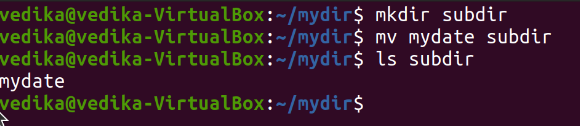 vedika@vedika-VirtualBox:~/mydir$ mkdir subdir
vedika@vedika-VirtualBox:~/mydir$ mv mydate subdir
vedika@vedika-VirtualBox:~/mydir$ ls subdir
mydate
vedika@vedika-VirtualBox:~/mydir$